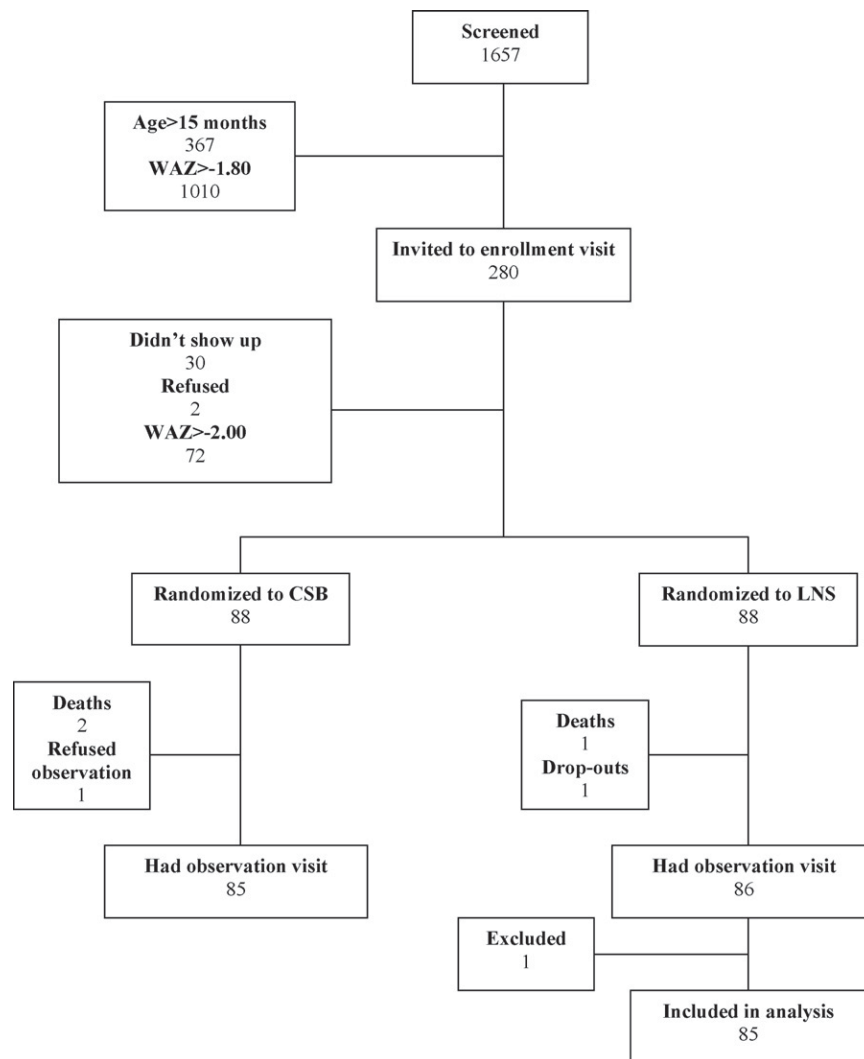 Screened
1657
Age>15 months
367
WAZ>-1.80
1010
Invited to enrollment visit
280
Didn't show up
30
Refused
2
WAZ>-2.00
72
Randomized to CSB
88
Randomized to LNS
88
Deaths
2
Refused
observation
1
Deaths
1
Drop-outs
1
Had observation visit
85
Had observation visit
86
Excluded
1
Included in analysis
85